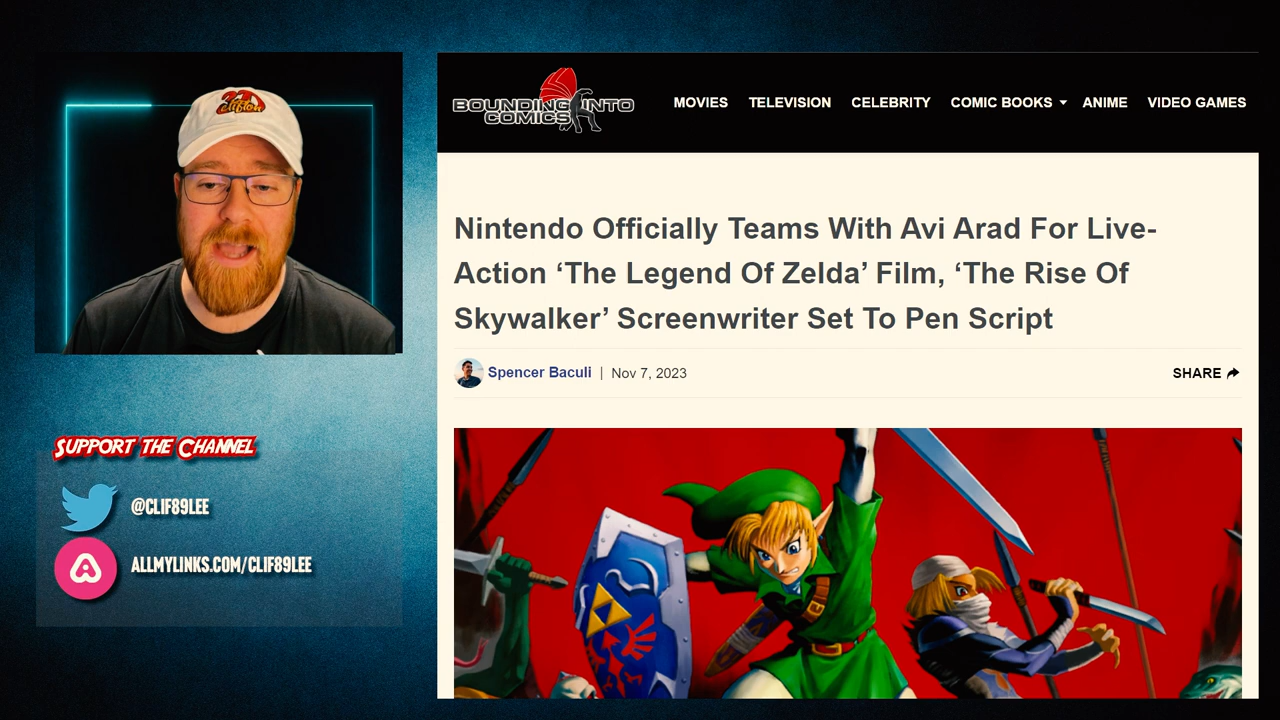 clifton
SUPPORT THE CHANNEL
@CLIF89LEE
ALLMYLINKS.COM/CLIF89LEE
BOUNDING INTO
COMICS
MOVIES TELEVISION CELEBRITY COMIC BOOKS ANIME VIDEO GAMES
Nintendo Officially Teams With Avi Arad For Live-
Action ‘The Legend Of Zelda’ Film, ‘The Rise Of
Skywalker’ Screenwriter Set To Pen Script
Spencer Baculi | Nov 7, 2023
SHARE